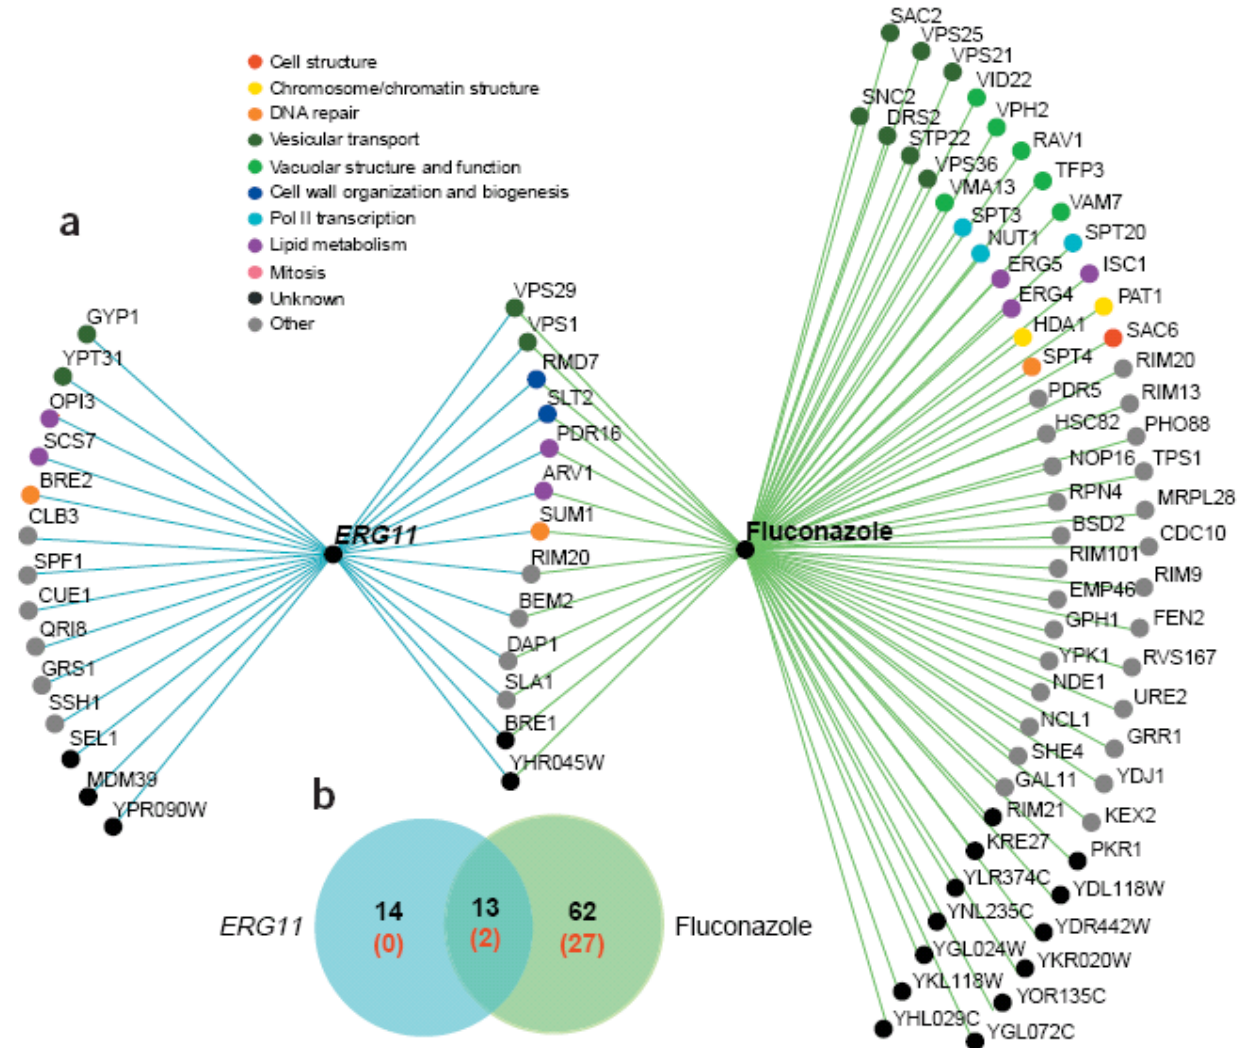 Cell structure
Chromosome/chromatin structure
DNA repair
Vesicular transport
Vacuolar structure and function
Cell wall organization and biogenesis
Pol II transcription
Lipid metabolism
Mitosis
Unknown
Other
a
GYP1
YPT31
OPI3
SCS7
BRE2
CLB3
SPF1
CUE1
QRI8
GRS1
SSH1
SEL1
MDM39
YPR090W
ERG11
VPS29
VPS1
RMD7
SLT2
PDR16
ARV1
SUM1
RIM20
BEM2
DAP1
SLA1
BRE1
YHR045W
Fluconazole
SNC2
DRS2
STP22
VPS36
VMA13
SPT3
NUT1
ERG5
ERG4
HDA1
SPT4
PDR5
HSC82
NOP16
RPN4
BSD2
RIM101
EMP46
GPH1
YPK1
NDE1
NCL1
SHE4
GAL11
RIM21
KRE27
YLR374C
YNL235C
YGL024W
YKL118W
YHL029C
SAC2
VPS25
VPS21
VID22
VPH2
RAV1
TFP3
VAM7
SPT20
ISC1
PAT1
SAC6
RIM20
RIM13
PHO88
TPS1
MRPL28
CDC10
RIM9
FEN2
RVS167
URE2
GRR1
YDJ1
KEX2
PKR1
YDL118W
YDR442W
YKR020W
YOR135C
YGL072C
b
ERG11
14
(0)
13
(2)
62
(27)
Fluconazole